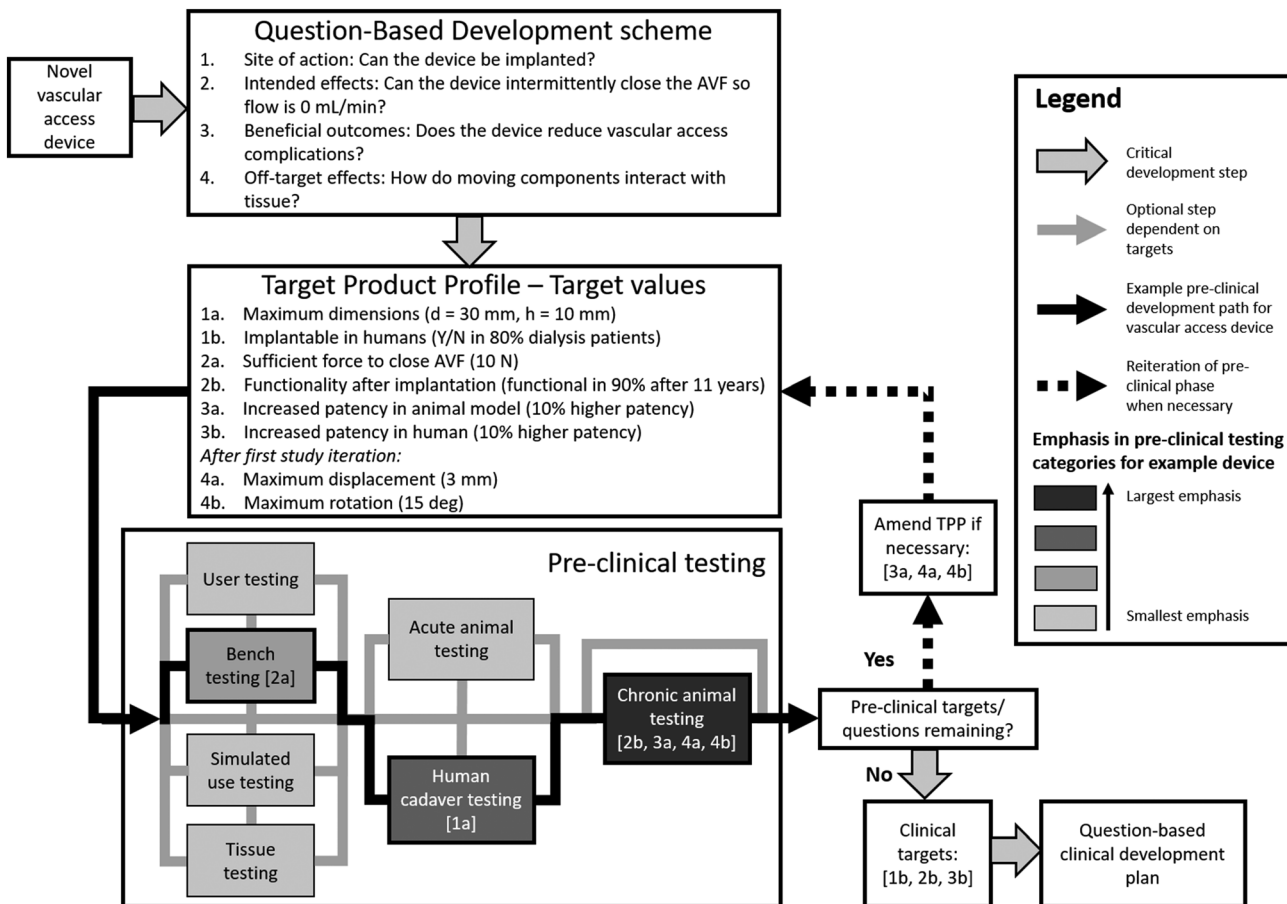 Novel
vascular
access
device
Question-Based Development scheme
1. Site of action: Can the device be implanted?
2. Intended effects: Can the device intermittently close the AVF so
flow is 0 mL/min?
3. Beneficial outcomes: Does the device reduce vascular access
complications?
4. Off-target effects: How do moving components interact with
tissue?
Target Product Profile – Target values
1a. Maximum dimensions (d = 30 mm, h = 10 mm)
1b. Implantable in humans (Y/N in 80% dialysis patients)
2a. Sufficient force to close AVF (10 N)
2b. Functionality after implantation (functional in 90% after 11 years)
3a. Increased patency in animal model (10% higher patency)
3b. Increased patency in human (10% higher patency)
After first study iteration:
4a. Maximum displacement (3 mm)
4b. Maximum rotation (15 deg)
Pre-clinical testing
User testing
Bench
testing [2a]
Simulated
use testing
Tissue
testing
Acute animal
testing
Human
cadaver testing
[1a]
Chronic animal
testing
[2b, 3a, 4a, 4b]
Pre-clinical targets/
questions remaining?
Yes
Amend TPP if
necessary:
[3a, 4a, 4b]
No
Clinical
targets:
[1b, 2b, 3b]
Question-based
clinical development
plan
Legend
Critical
development step
Optional step
dependent on
targets
Example pre-clinical
development path for
vascular access device
Reiteration of pre-
clinical phase
when necessary
Emphasis in pre-clinical testing
categories for example device
Largest emphasis
Smallest emphasis